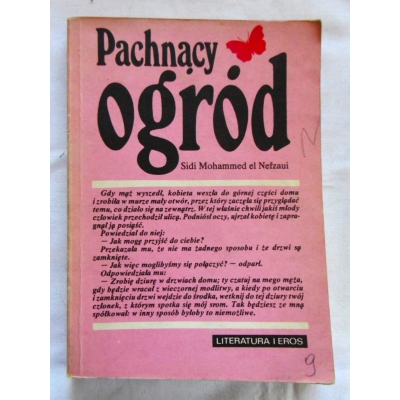 Pachnący
ogród
Sidi Mohammed el Nefzaui
Gdy mąż wyszedł, kobieta weszła do górnej części domu
i zrobiła w murze mały otwór, przez który zaczęła się przyglądać
temu, co działo się na zewnątrz. W tej właśnie chwili jakiś młody
człowiek przechodził ulicą. Podniósł oczy, ujrzał kobietę i zapra-
gnął ją posiąść.
Powiedział do niej:
— Jak mogę przyjść do ciebie?
Przekazała mu, że nie ma żadnego sposobu i że drzwi są
zamknięte.
— Jak więc moglibyśmy się połączyć? — odparł.
Odpowiedziała mu:
— Zrobię dziurę w drzwiach domu; ty czataj na mego męża,
gdy będzie wracał z wieczornej modlitwy, a kiedy po otwarciu
i zamknięciu drzwi wejdzie do środka, wetknij do tej dziury twój
członek, z którym spotka się mój srom. Tak będziesz ze mną
spółkował: w inny sposób byłoby to niemożliwe.
LITERATURA I EROS
9